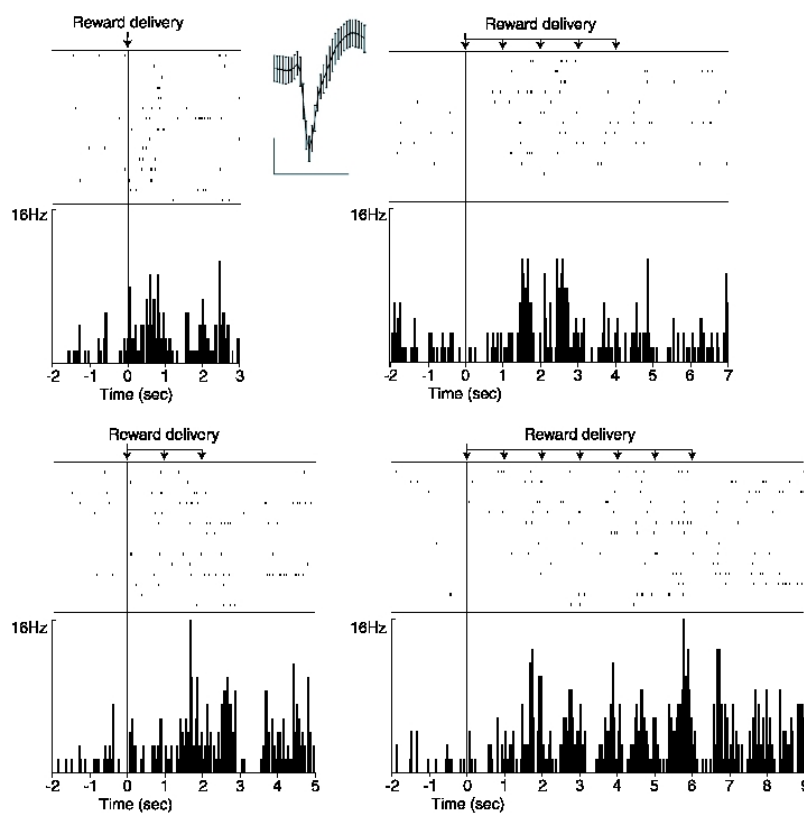 Reward delivery
16Hz
-2 -1 0 1 2 3
Time (sec)
Reward delivery
16Hz
-2 -1 0 1 2 3 4 5 6 7
Time (sec)
Reward delivery
16Hz
-2 -1 0 1 2 3 4 5
Time (sec)
Reward delivery
16Hz
-2 -1 0 1 2 3 4 5 6 7 8 9
Time (sec)